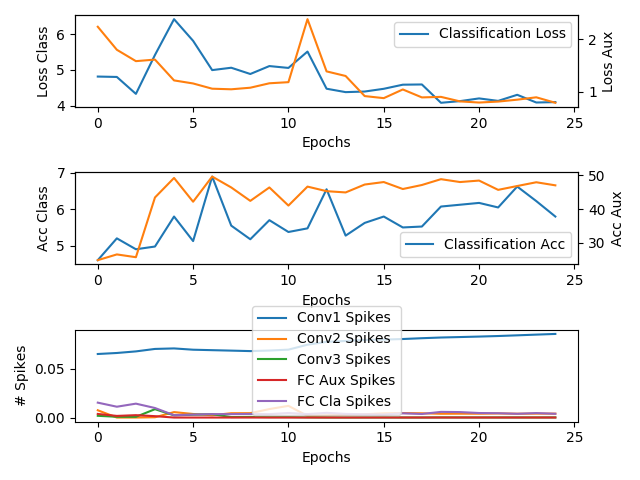 6
5
4
Loss Class
Classification Loss
2
1
Loss Aux
0 5 10 15 20 25
Epochs
7
6
5
Acc Class
Classification Acc
50
40
30
Acc Aux
0 5 10 15 20 25
Epochs
0.05
0.00
# Spikes
Conv1 Spikes
Conv2 Spikes
Conv3 Spikes
FC Aux Spikes
FC Cla Spikes
0 5 10 15 20 25
Epochs